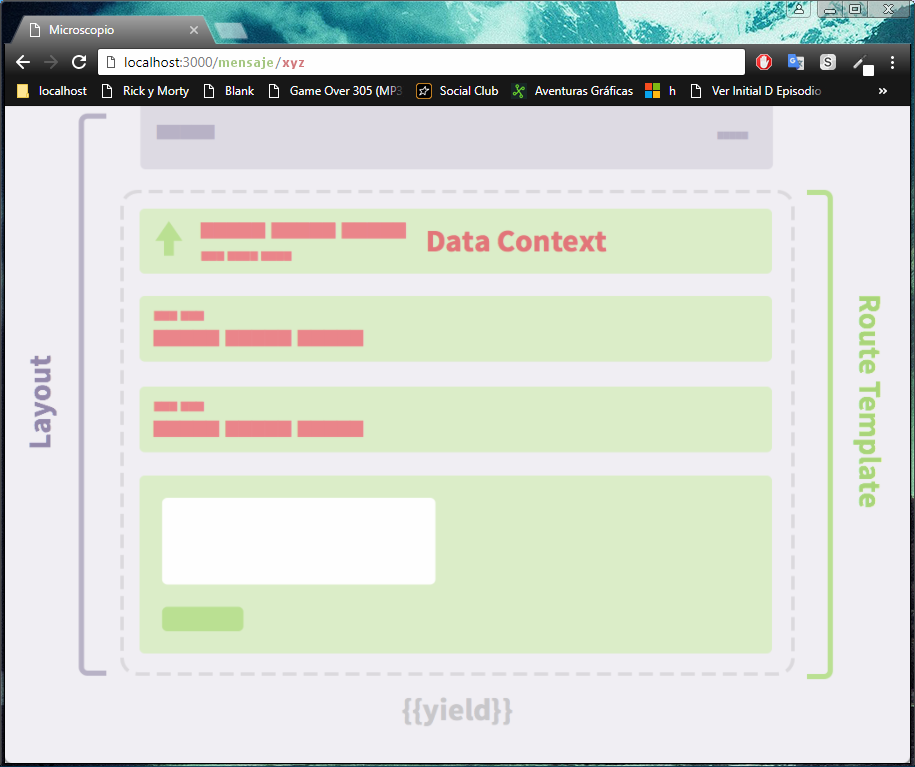 Microscopio
localhost:3000/mensaje/xyz
localhost Rick y Morty Blank Game Over 305 (MP3 Social Club Aventuras Gráficas h Ver Initial D Episodio »
Data Context
Layout
Route Template
{{yield}}